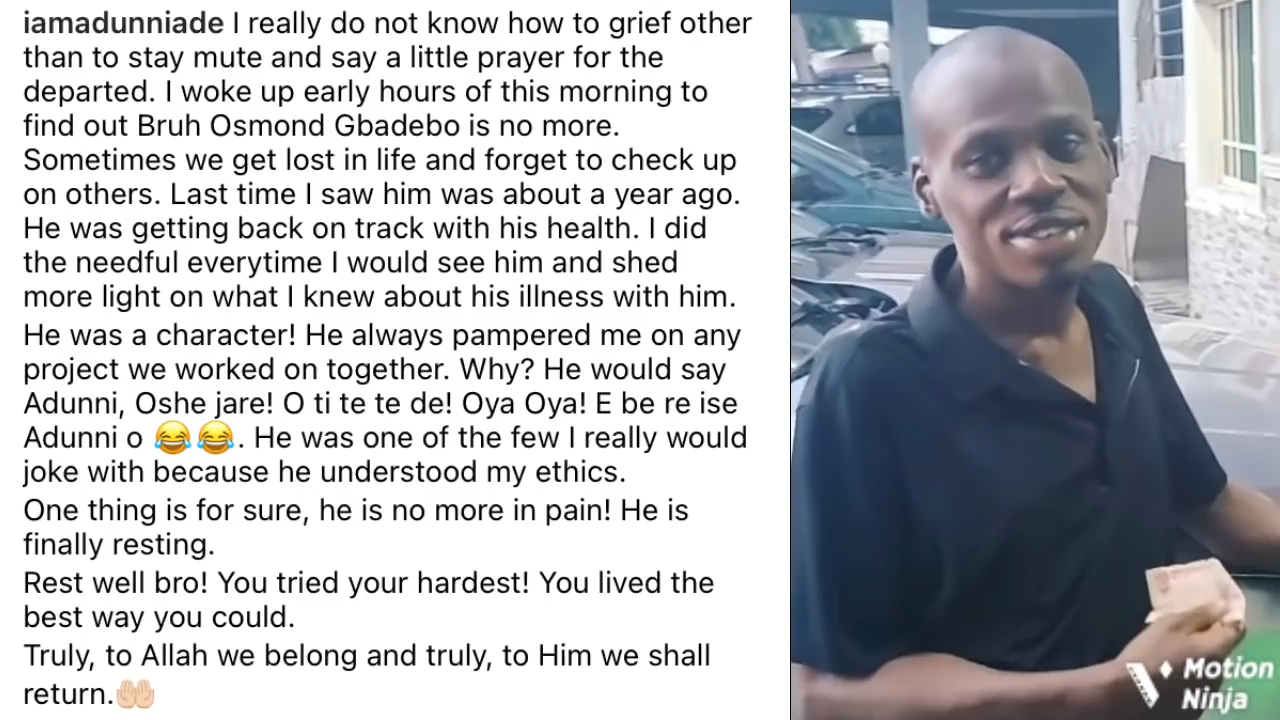 iamadunniade I really do not know how to grief other
than to stay mute and say a little prayer for the
departed. I woke up early hours of this morning to
find out Bruh Osmond Gbadebo is no more.
Sometimes we get lost in life and forget to check up
on others. Last time I saw him was about a year ago.
He was getting back on track with his health. I did
the needful everytime I would see him and shed
more light on what I knew about his illness with him.
He was a character! He always pampered me on any
project we worked on together. Why? He would say
Adunni, Oshe jare! O ti te te de! Oya Oya! E be re ise
Adunni o 😂😂. He was one of the few I really would
joke with because he understood my ethics.
One thing is for sure, he is no more in pain! He is
finally resting.
Rest well bro! You tried your hardest! You lived the
best way you could.
Truly, to Allah we belong and truly, to Him we shall
return.🤲🏻
Motion
Ninja